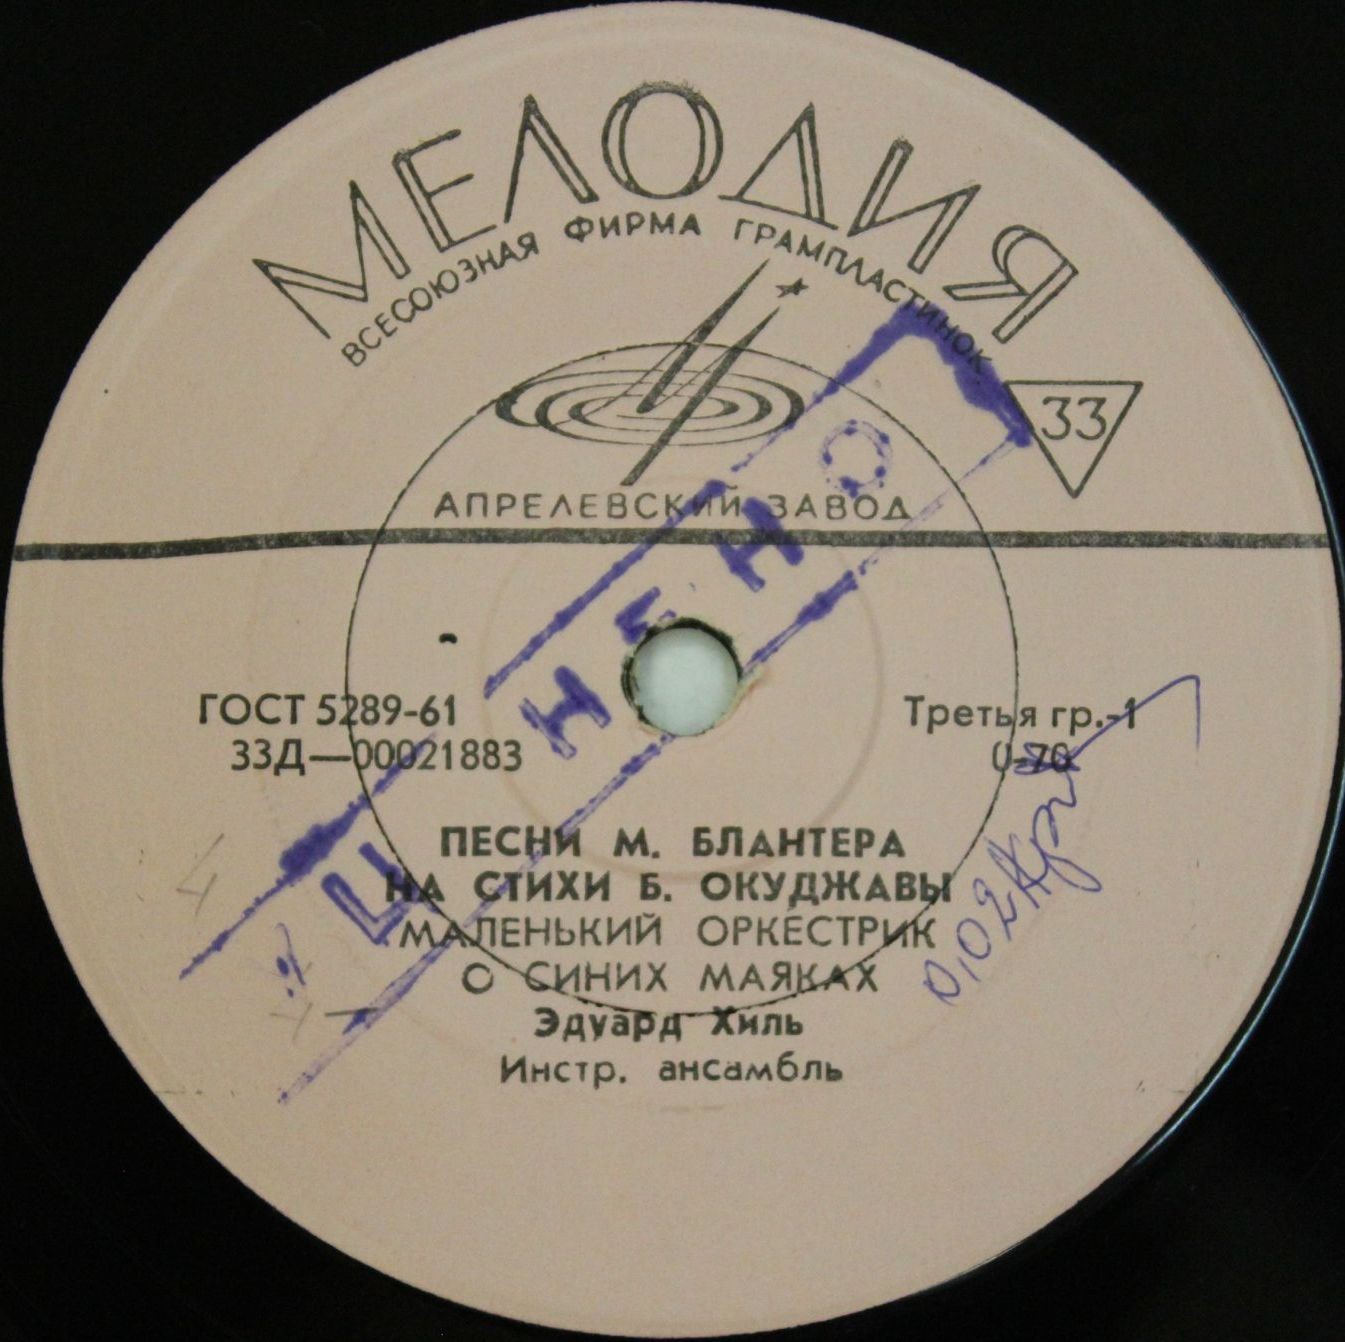 МЕЛОДИЯ
ВСЕСОЮЗНАЯ ФИРМА ГРАМПЛАСТИНОК
33
АПРЕЛЕВСКИЙ ЗАВОД
ГОСТ 5289-61
33Д—00021883
Третья гр.-1
0-70
ПЕСНИ М. БЛАНТЕРА
НА СТИХИ Б. ОКУДЖАВЫ
МАЛЕНЬКИЙ ОРКЕСТРИК
О СИНИХ МАЯКАХ
Эдуард Хиль
Инстр. ансамбль